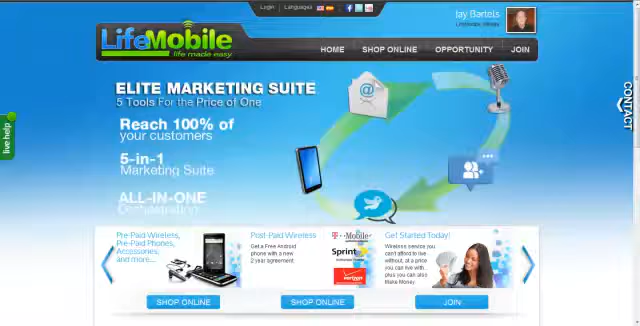 Login
Languages
Jay Bartels
LifeMobile
life made easy
HOME
SHOP ONLINE
OPPORTUNITY
JOIN
ELITE MARKETING SUITE
5 Tools For the Price of One
Reach 100% of
your customers
5-in-1
Marketing Suite
ALL-IN-ONE
Orchestration
live help
CONTACT
Pre-Paid Wireless,
Pre-Paid Phones,
Accessories,
and more....
SHOP ONLINE
Post-Paid Wireless
Get a Free Android
phone with a new
2 year agreement
T-Mobile
Sprint
verizon
SHOP ONLINE
Get Started Today!
Wireless service you
can't afford to live
without, at a price
you can live with...
plus you can also
Make Money.
JOIN